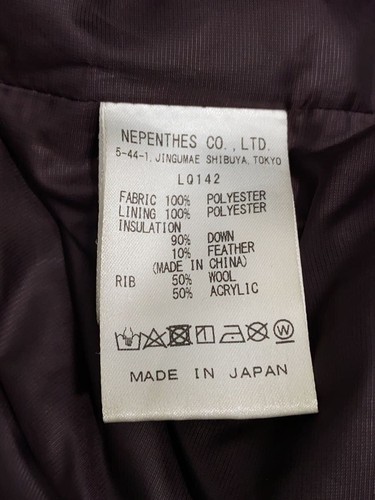 NEPENTHES CO.,LTD.
5-44-1, JINGUMAE SHIBUYA, TOKYO
LQ142
FABRIC 100% POLYESTER
LINING 100% POLYESTER
INSULATION
90% DOWN
10% FEATHER
(MADE IN CHINA)
RIB 50% WOOL
50% ACRYLIC
W
MADE IN JAPAN